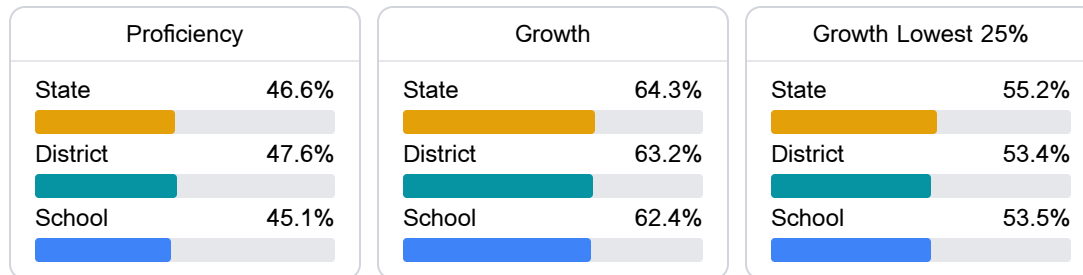 Proficiency
State 46.6%
District 47.6%
School 45.1%
Growth
State 64.3%
District 63.2%
School 62.4%
Growth Lowest 25%
State 55.2%
District 53.4%
School 53.5%